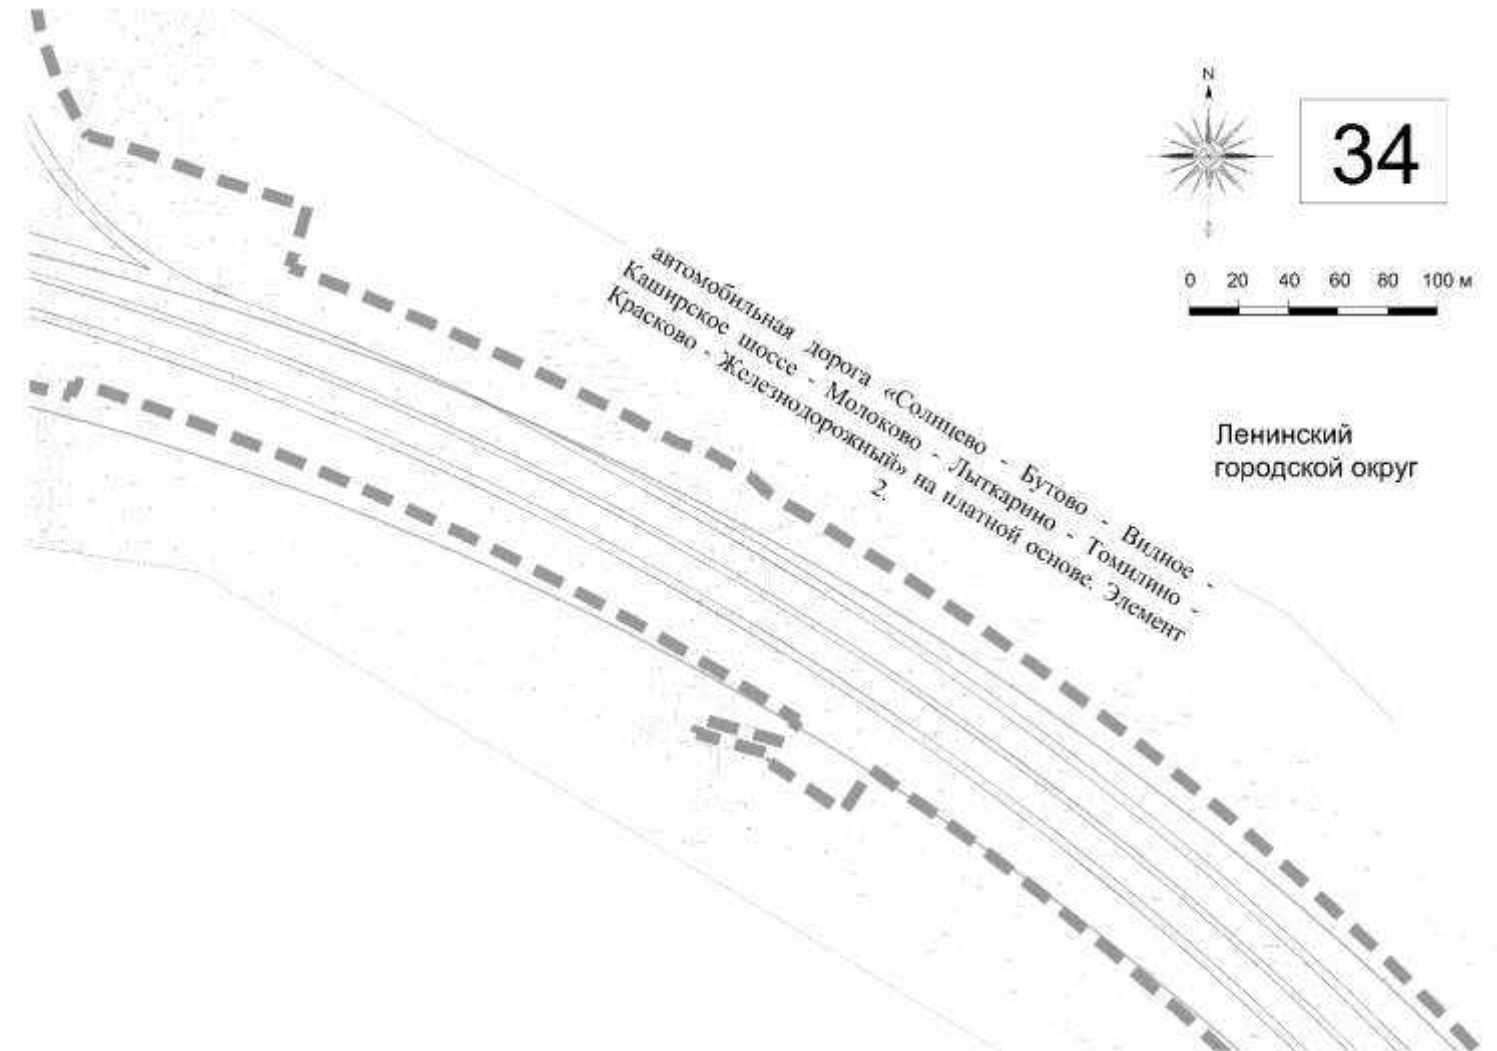 N
34
0 20 40 60 80 100 м
автомобильная дорога «Солнцево - Бутово - Видное -
Каширское шоссе - Молоково - Лыткарино - Томилино -
Красково - Железнодорожный» на платной основе. Элемент
2.
Ленинский
городской округ